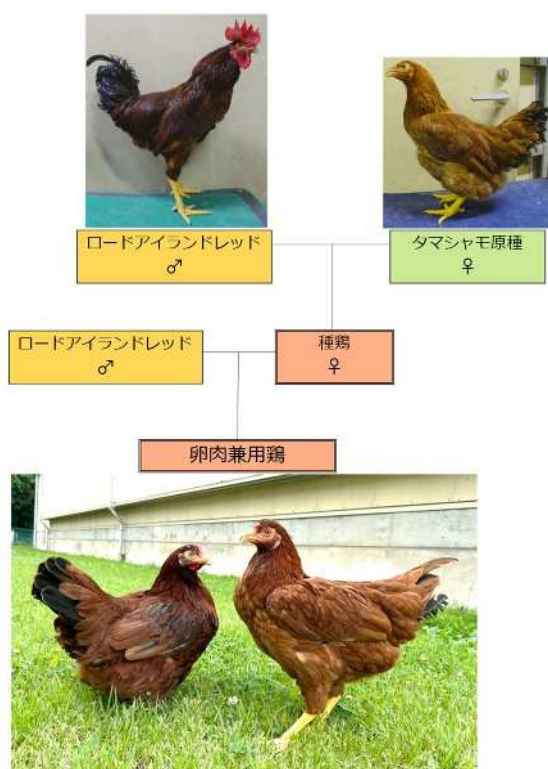 ロードアイランドレッド
♂
タマシャモ原種
♀
ロードアイランドレッド
♂
種鶏
♀
卵肉兼用鶏